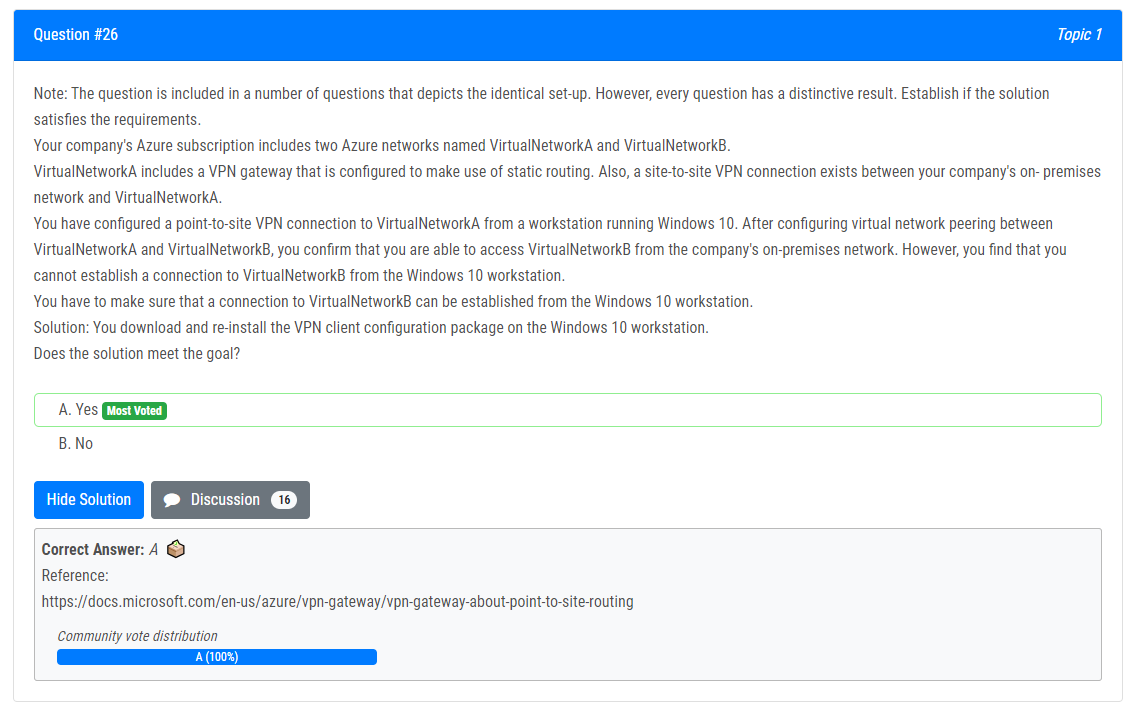 Question #26
Topic 1
Note: The question is included in a number of questions that depicts the identical set-up. However, every question has a distinctive result. Establish if the solution
satisfies the requirements.
Your company's Azure subscription includes two Azure networks named VirtualNetworkA and VirtualNetworkB.
VirtualNetworkA includes a VPN gateway that is configured to make use of static routing. Also, a site-to-site VPN connection exists between your company's on- premises
network and VirtualNetworkA.
You have configured a point-to-site VPN connection to VirtualNetworkA from a workstation running Windows 10. After configuring virtual network peering between
VirtualNetworkA and VirtualNetworkB, you confirm that you are able to access VirtualNetworkB from the company's on-premises network. However, you find that you
cannot establish a connection to VirtualNetworkB from the Windows 10 workstation.
You have to make sure that a connection to VirtualNetworkB can be established from the Windows 10 workstation.
Solution: You download and re-install the VPN client configuration package on the Windows 10 workstation.
Does the solution meet the goal?
A. Yes Most Voted
B. No
Hide Solution
Discussion 16
Correct Answer: A
Reference:
https://docs.microsoft.com/en-us/azure/vpn-gateway/vpn-gateway-about-point-to-site-routing
Community vote distribution
A (100%)